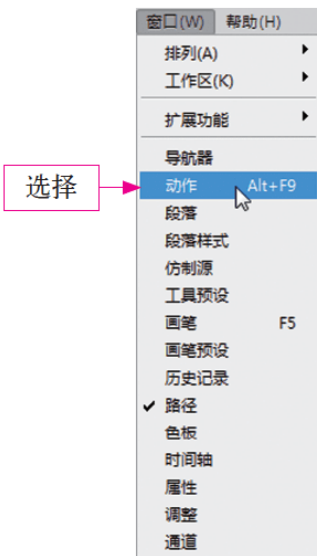 窗口(W) 帮助(H)
排列(A)
工作区(K)
扩展功能
导航器
选择
动作 Alt+F9
段落
段落样式
仿制源
工具预设
画笔 F5
画笔预设
历史记录
路径
色板
时间轴
属性
调整
通道